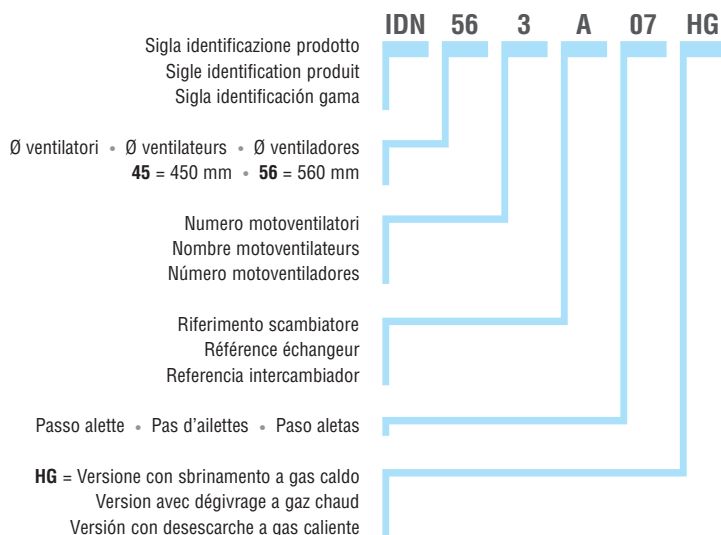 IDN 56 3 A 07 HG
Sigla identificazione prodotto
Sigle identification produit
Sigla identificación gama
Ø ventilatori • Ø ventilateurs • Ø ventiladores
45 = 450 mm • 56 = 560 mm
Numero motoventilatori
Nombre motoventilateurs
Número motoventiladores
Riferimento scambiatore
Référence échangeur
Referencia intercambiador
Passo alette • Pas d'ailettes • Paso aletas
HG = Versione con sbrinamento a gas caldo
Version avec dégivrage a gaz chaud
Versión con desescarche a gas caliente